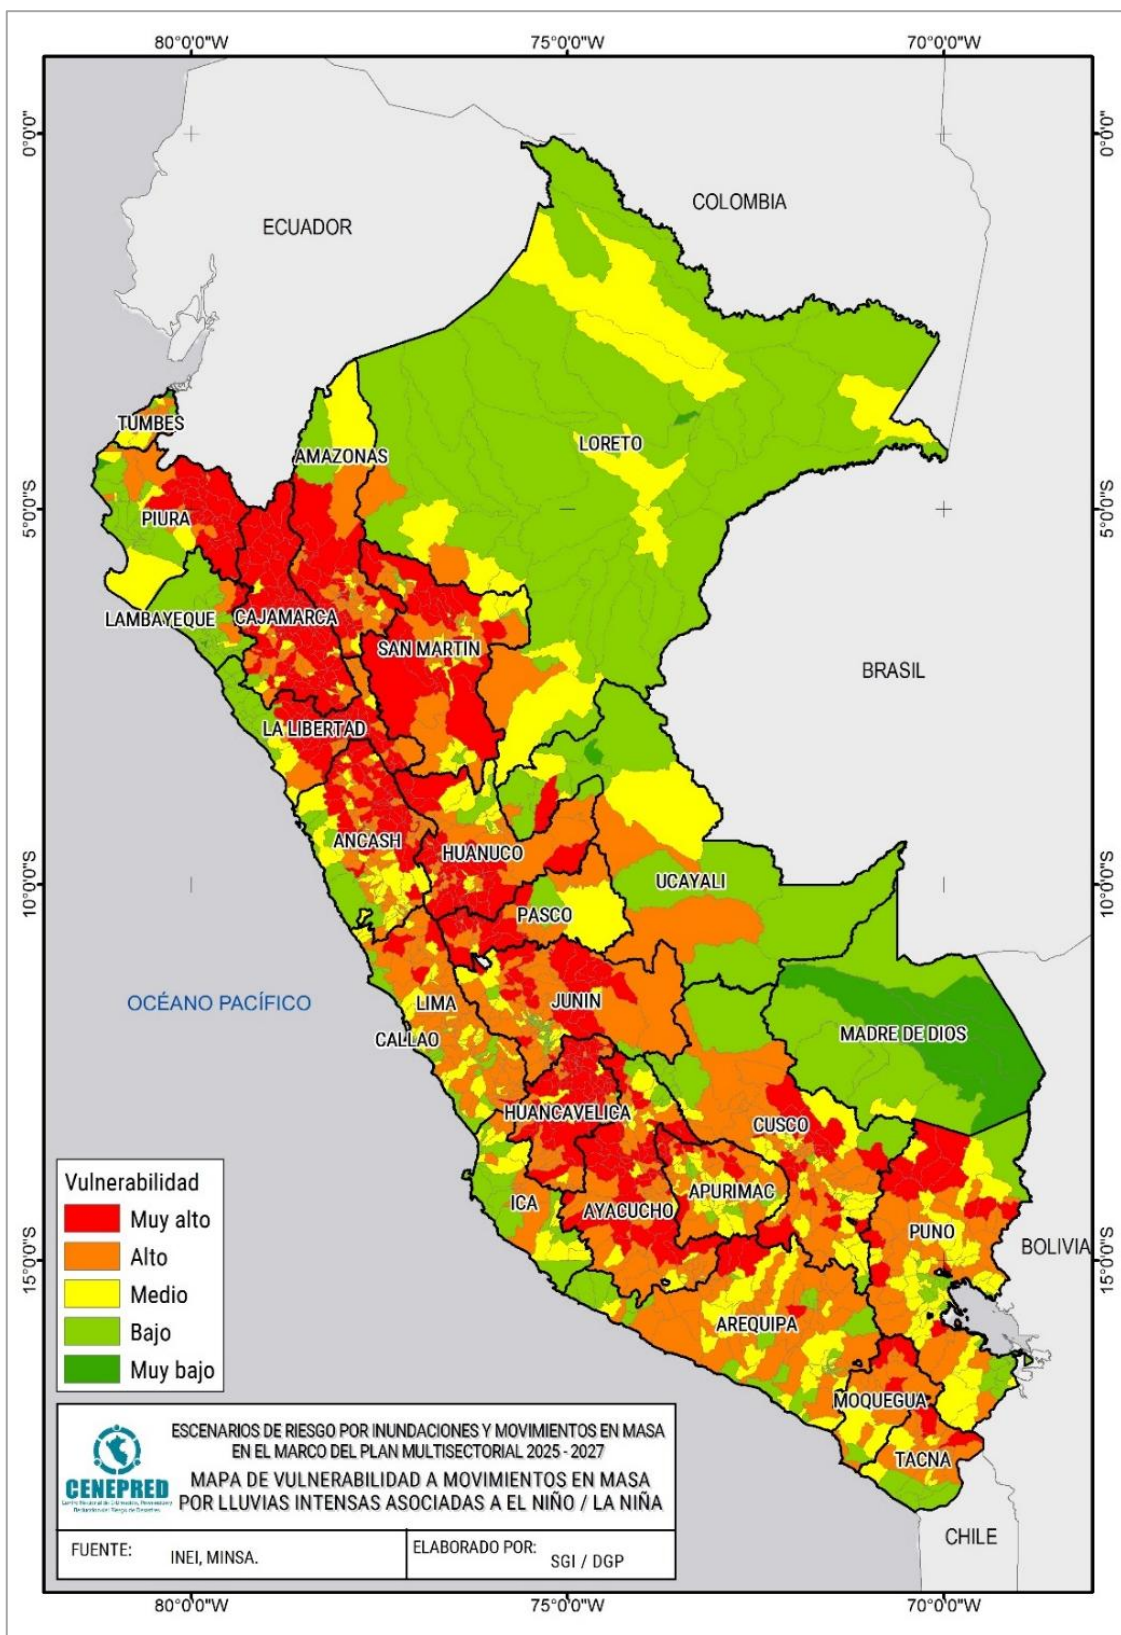 80°0'0"W 75°0'0"W 70°0'0"W
0°0'0" 0°0'0"
COLOMBIA
ECUADOR
TUMBES
LORETO
AMAZONAS
5°0'0"S 5°0'0"S
PIURA
LAMBAYEQUE
CAJAMARCA
SAN MARTIN
BRASIL
LA LIBERTAD
ANCASH
HUANUCO
10°0'0"S 10°0'0"S
UCAYALI
PASCO
OCÉANO PACÍFICO
LIMA
JUNIN
CALLAO
MADRE DE DIOS
HUANCAVELICA
CUSCO
ICA
AYACUCHO
APURIMAC
PUNO
BOLIVIA
15°0'0"S 15°0'0"S
AREQUIPA
MOQUEGUA
TACNA
CHILE
Vulnerabilidad
Muy alto
Alto
Medio
Bajo
Muy bajo
CENEPRED
ESCENARIOS DE RIESGO POR INUNDACIONES Y MOVIMIENTOS EN MASA
EN EL MARCO DEL PLAN MULTISECTORIAL 2025 - 2027
MAPA DE VULNERABILIDAD A MOVIMIENTOS EN MASA
POR LLUVIAS INTENSAS ASOCIADAS A EL NIÑO / LA NIÑA
FUENTE: INEI, MINSA.
ELABORADO POR: SGI / DGP
80°0'0"W 75°0'0"W 70°0'0"W